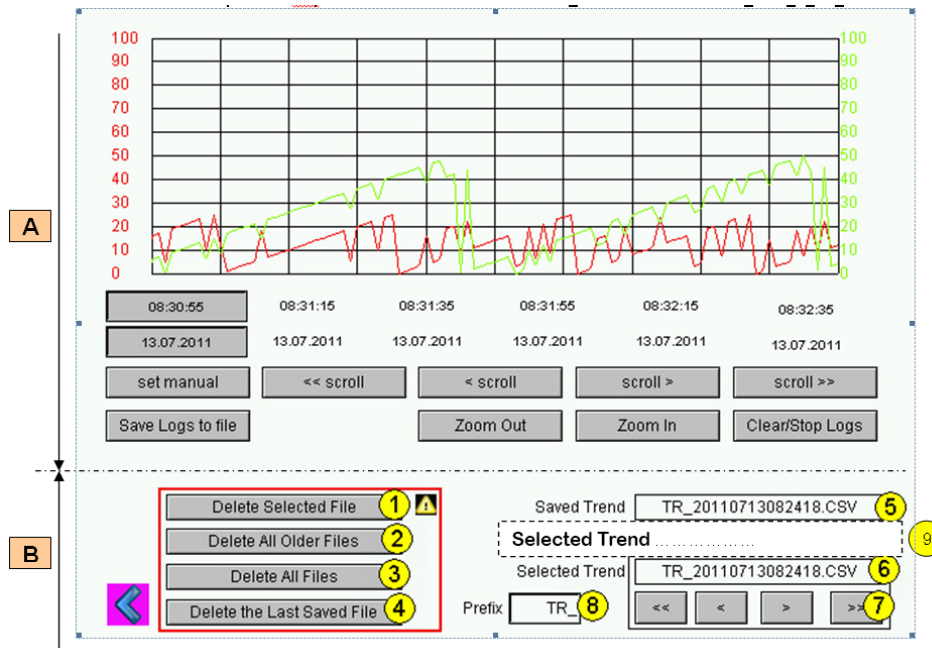 100 100
90 90
80 80
70 70
60 60
50 50
40 40
30 30
20 20
10 10
0 0
A
08:30:55 08:31:15 08:31:35 08:31:55 08:32:15 08:32:35
13.07.2011 13.07.2011 13.07.2011 13.07.2011 13.07.2011 13.07.2011
set manual << scroll < scroll scroll > scroll >>
Save Logs to file Zoom Out Zoom In Clear/Stop Logs
B
Delete Selected File 1
Delete All Older Files 2
Delete All Files 3
Delete the Last Saved File 4
Saved Trend TR_20110713082418.CSV 5
Selected Trend .................. 9
Selected Trend TR_20110713082418.CSV 6
Prefix TR_ 8 << < > >> 7